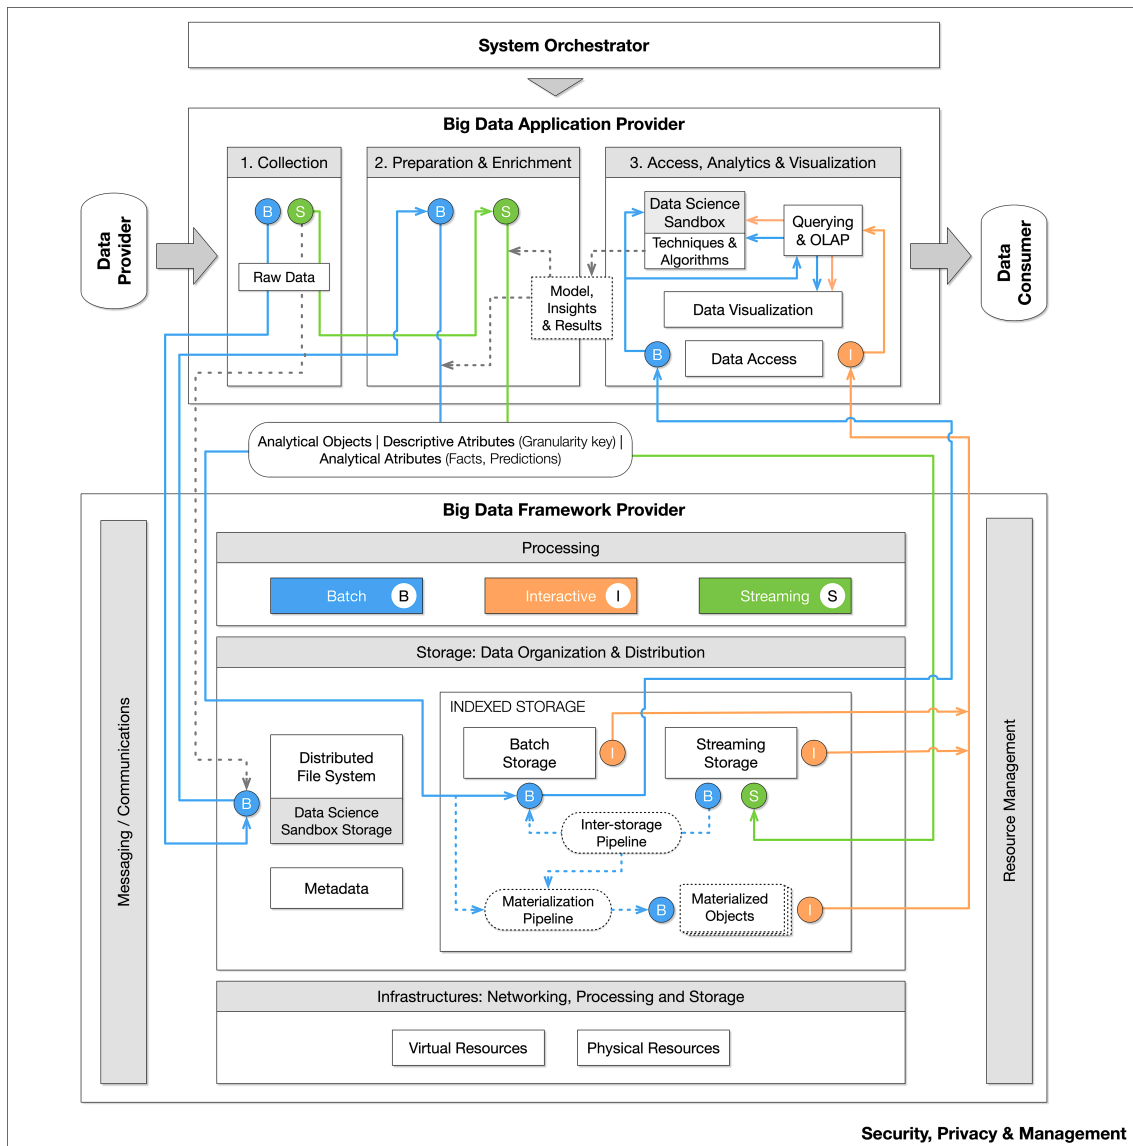 System Orchestrator
Big Data Application Provider
1. Collection
2. Preparation & Enrichment
3. Access, Analytics & Visualization
Data
Provider
B
S
Raw Data
B
S
Model,
Insights
& Results
Data Science
Sandbox
Techniques &
Algorithms
Querying
& OLAP
Data Visualization
B
Data Access
I
Data
Consumer
Analytical Objects | Descriptive Atributes (Granularity key) |
Analytical Atributes (Facts, Predictions)
Big Data Framework Provider
Messaging / Communications
Resource Management
Processing
Batch B
Interactive I
Streaming S
Storage: Data Organization & Distribution
INDEXED STORAGE
Distributed
File System
B
Data Science
Sandbox Storage
Metadata
Batch
Storage
I
B
Streaming
Storage
I
B
S
Inter-storage
Pipeline
Materialization
Pipeline
B
Materialized
Objects
I
Infrastructures: Networking, Processing and Storage
Virtual Resources
Physical Resources
Security, Privacy & Management